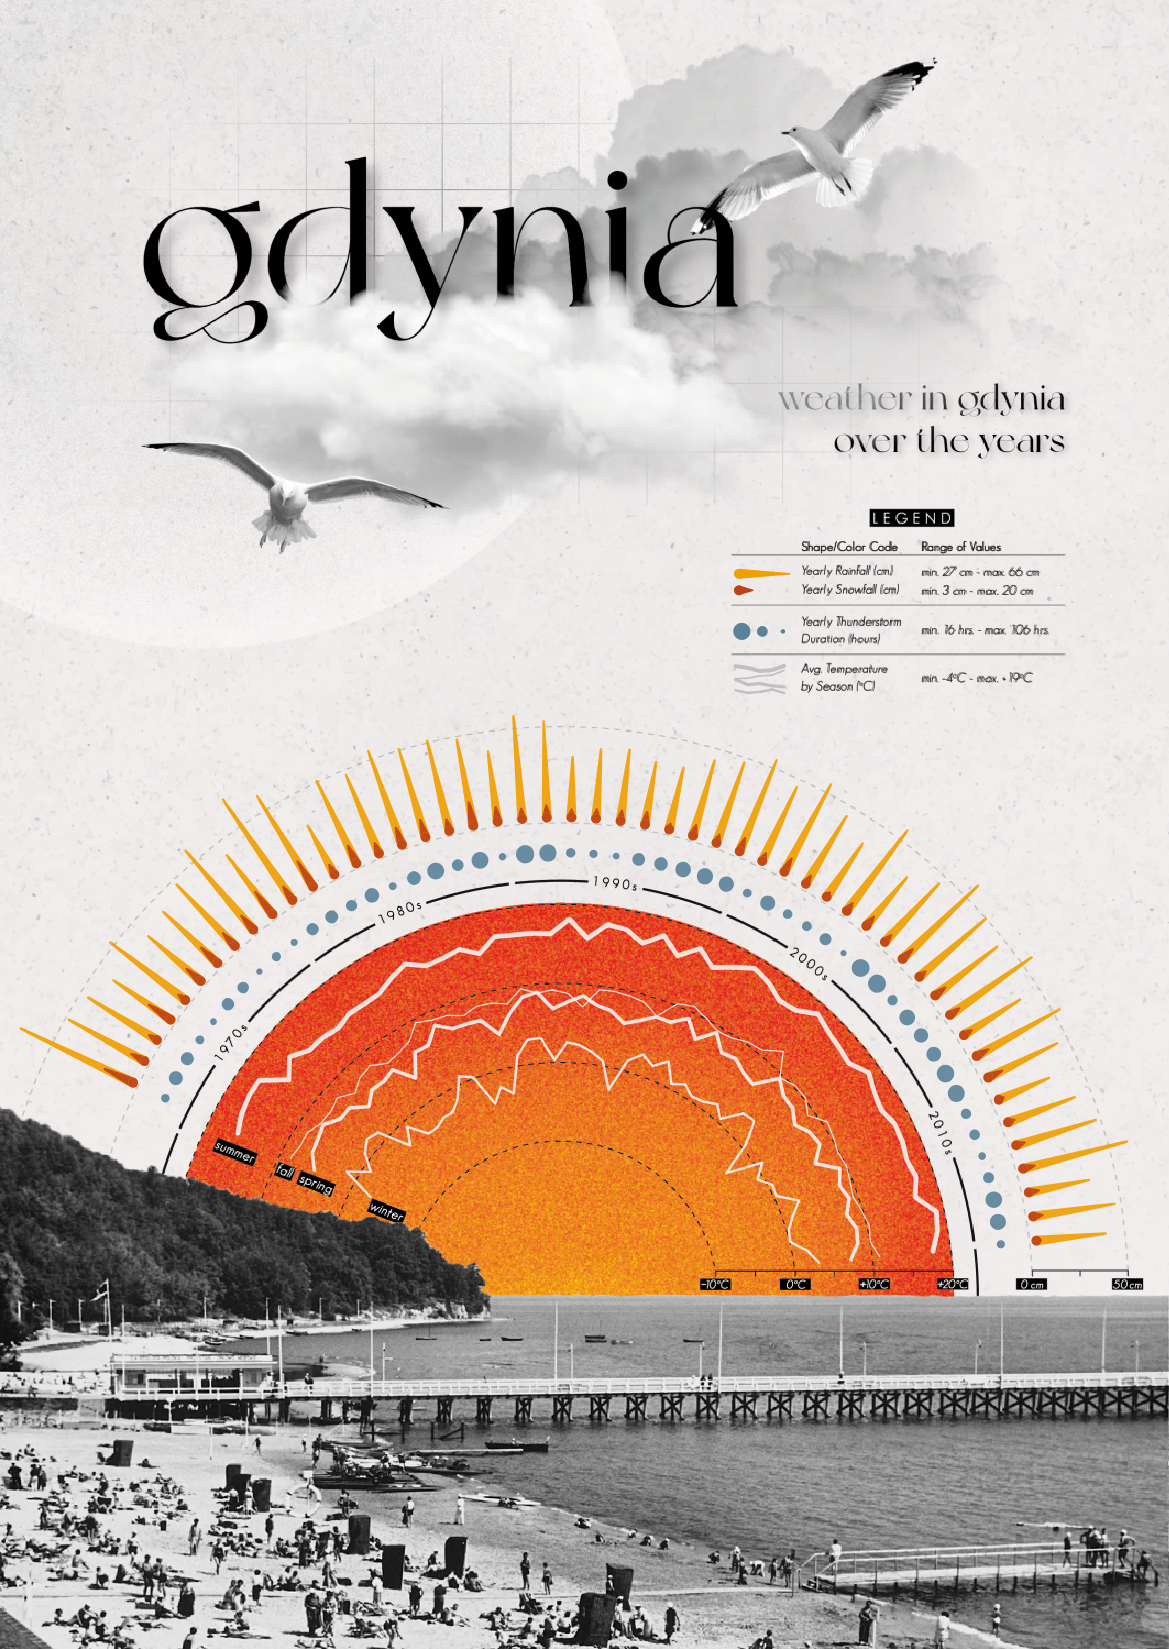 gdynia
weather in gdynia
over the years
LEGEND
Shape/Color Code Range of Values
Yearly Rainfall (cm) min. 27 cm - max. 66 cm
Yearly Snowfall (cm) min. 3 cm - max. 20 cm
Yearly Thunderstorm
Duration (hours) min. 16 hrs. - max. 106 hrs.
Avg. Temperature
by Season (°C) min. -4°C - max. + 19°C
1970s
1980s
1990s
2000s
2010s
summer
fall
spring
winter
-10°C 0°C +10°C +20°C 0 cm 50 cm